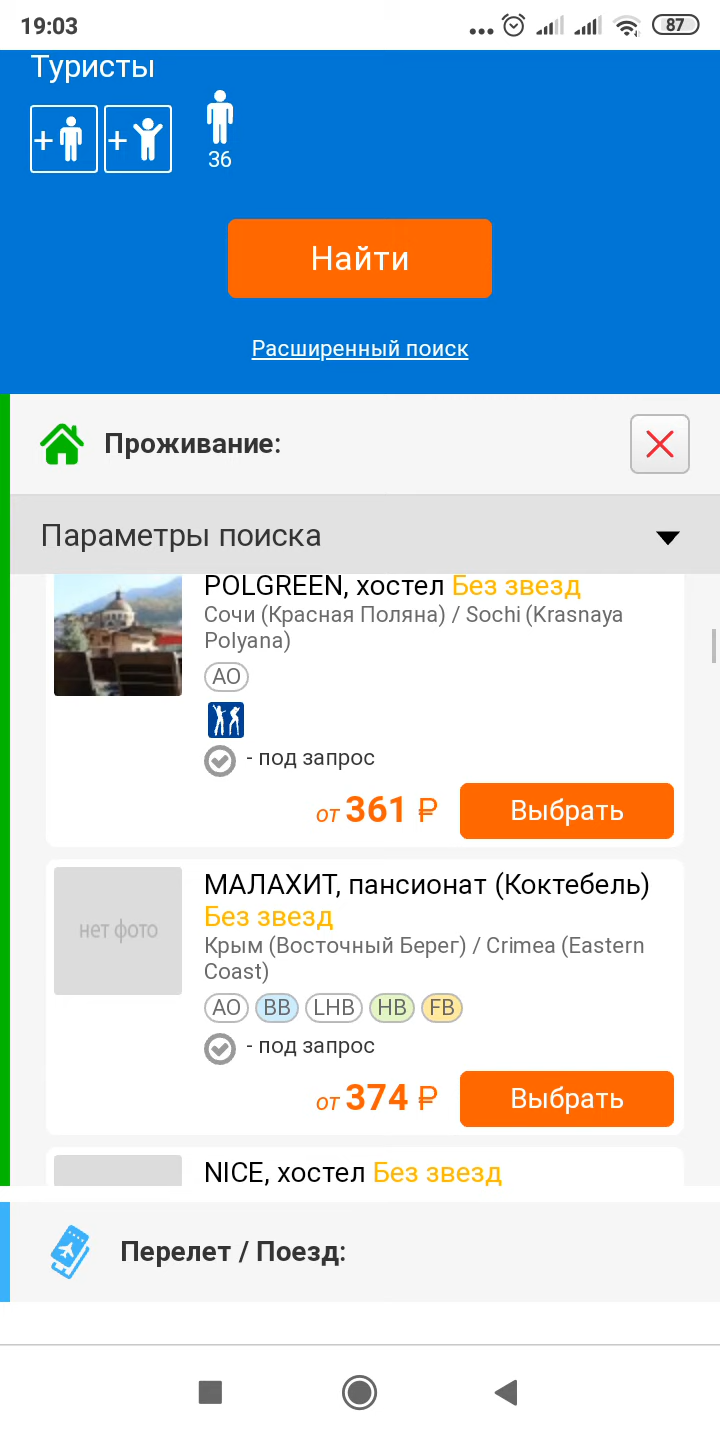 19:03
87
Туристы
+
+
36
Найти
Расширенный поиск
Проживание:
Параметры поиска
POLGREEN, хостел Без звезд
Сочи (Красная Поляна) / Sochi (Krasnaya
Polyana)
AO
- под запрос
от 361 ₽
Выбрать
нет фото
МАЛАХИТ, пансионат (Коктебель)
Без звезд
Крым (Восточный Берег) / Crimea (Eastern
Coast)
AO BB LHB HB FB
- под запрос
от 374 ₽
Выбрать
NICE, хостел Без звезд
Перелет / Поезд: